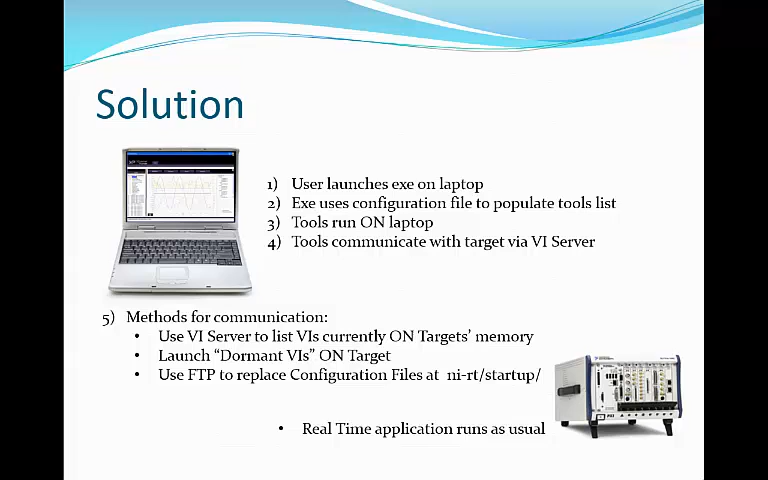 Solution
1) User launches exe on laptop
2) Exe uses configuration file to populate tools list
3) Tools run ON laptop
4) Tools communicate with target via VI Server
5) Methods for communication:
• Use VI Server to list VIs currently ON Targets’ memory
• Launch “Dormant VIs” ON Target
• Use FTP to replace Configuration Files at ni-rt/startup/
• Real Time application runs as usual